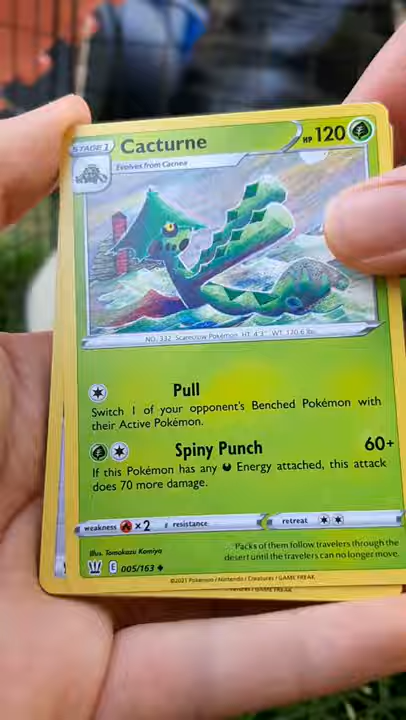 STAGE 1
Cacturne
HP 120
Evolves from Cacnea
NO. 332 Scarecrow Pokémon HT: 4'3" WT: 170.6 lbs.
Pull
Switch 1 of your opponent's Benched Pokémon with
their Active Pokémon.
Spiny Punch 60+
If this Pokémon has any Energy attached, this attack
does 70 more damage.
weakness ×2 resistance retreat
Illus. Tomokazu Komiya
Packs of them follow travelers through the
desert until the travelers can no longer move.
E 005/163
©2021 Pokémon / Nintendo / Creatures / GAME FREAK
GAME FREAK